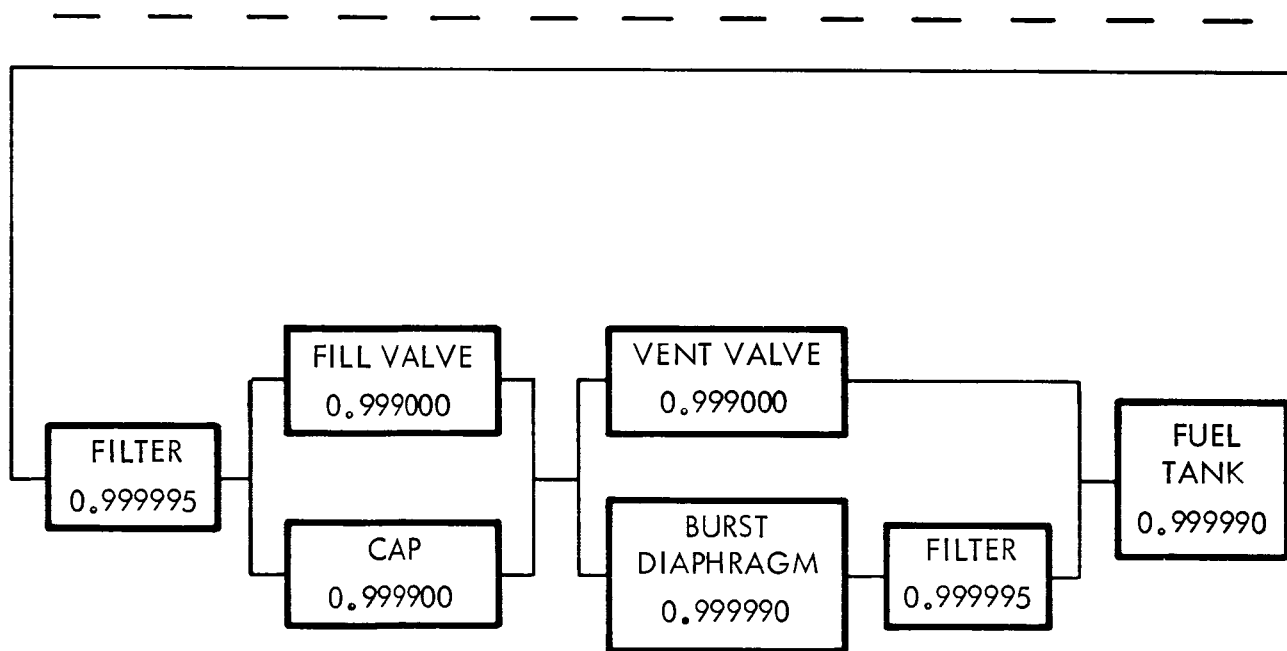 FILTER
0.999995
FILL VALVE
0.999000
CAP
0.999900
VENT VALVE
0.999000
BURST
DIAPHRAGM
0.999990
FILTER
0.999995
FUEL
TANK
0.999990